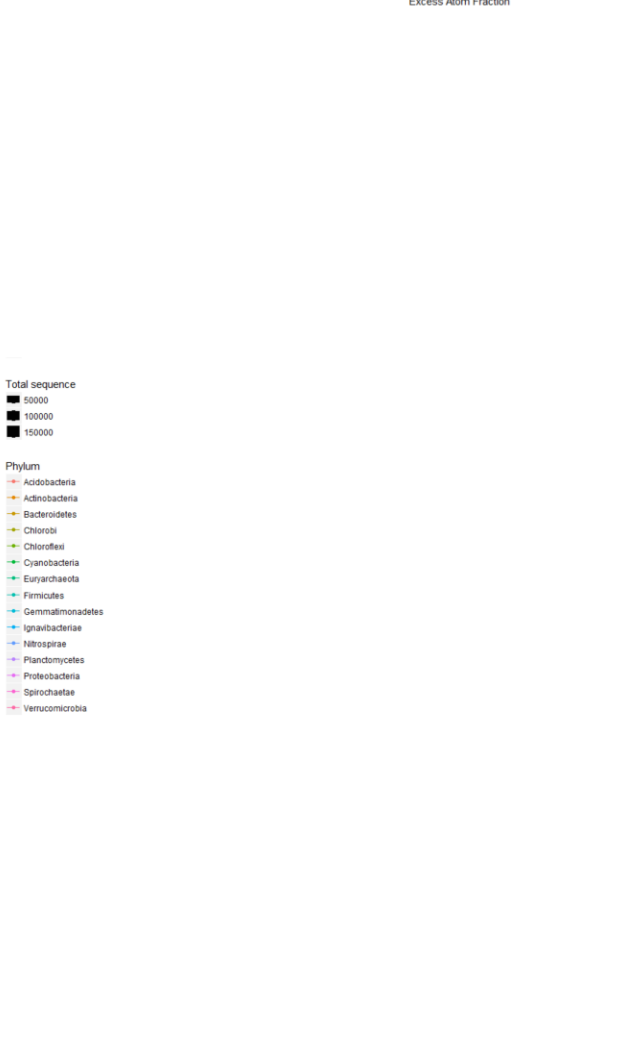 Excess Atom Fraction
Total sequence
50000
100000
150000
Phylum
Acidobacteria
Actinobacteria
Bacteroidetes
Chlorobi
Chloroflexi
Cyanobacteria
Euryarchaeota
Firmicutes
Gemmatimonadetes
Ignavibacteriae
Nitrospirae
Planctomycetes
Proteobacteria
Spirochaetae
Verrucomicrobia